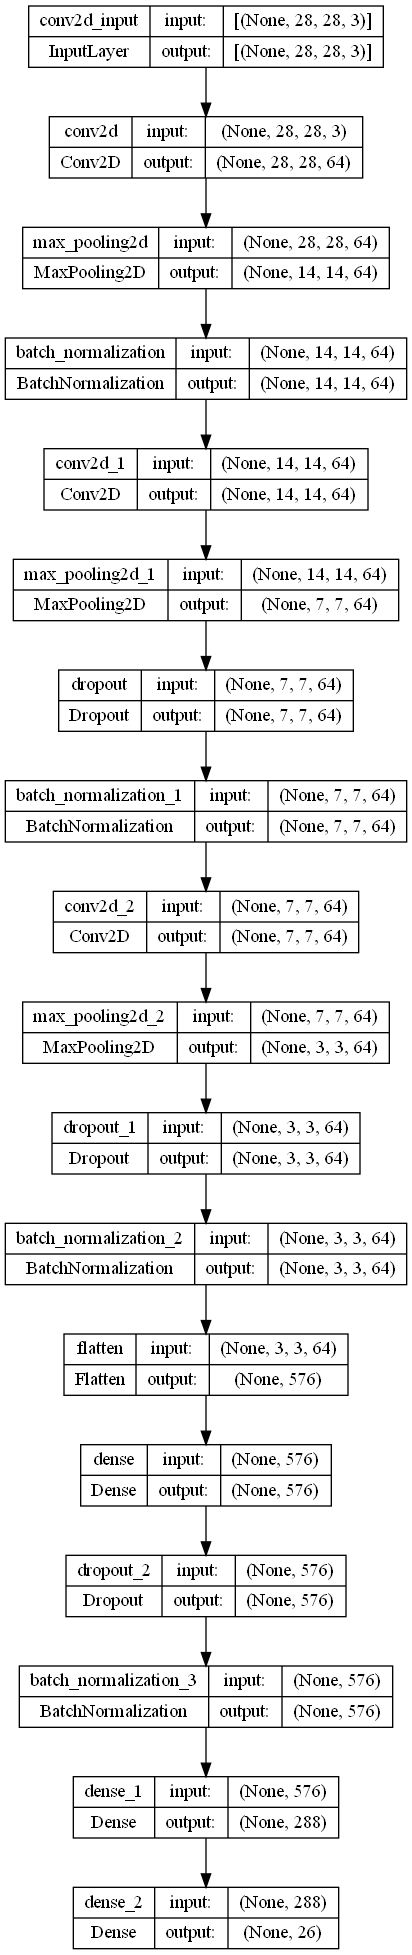 conv2d_input input: [(None, 28, 28, 3)]
InputLayer output: [(None, 28, 28, 3)]
conv2d input: (None, 28, 28, 3)
Conv2D output: (None, 28, 28, 64)
max_pooling2d input: (None, 28, 28, 64)
MaxPooling2D output: (None, 14, 14, 64)
batch_normalization input: (None, 14, 14, 64)
BatchNormalization output: (None, 14, 14, 64)
conv2d_1 input: (None, 14, 14, 64)
Conv2D output: (None, 14, 14, 64)
max_pooling2d_1 input: (None, 14, 14, 64)
MaxPooling2D output: (None, 7, 7, 64)
dropout input: (None, 7, 7, 64)
Dropout output: (None, 7, 7, 64)
batch_normalization_1 input: (None, 7, 7, 64)
BatchNormalization output: (None, 7, 7, 64)
conv2d_2 input: (None, 7, 7, 64)
Conv2D output: (None, 7, 7, 64)
max_pooling2d_2 input: (None, 7, 7, 64)
MaxPooling2D output: (None, 3, 3, 64)
dropout_1 input: (None, 3, 3, 64)
Dropout output: (None, 3, 3, 64)
batch_normalization_2 input: (None, 3, 3, 64)
BatchNormalization output: (None, 3, 3, 64)
flatten input: (None, 3, 3, 64)
Flatten output: (None, 576)
dense input: (None, 576)
Dense output: (None, 576)
dropout_2 input: (None, 576)
Dropout output: (None, 576)
batch_normalization_3 input: (None, 576)
BatchNormalization output: (None, 576)
dense_1 input: (None, 576)
Dense output: (None, 288)
dense_2 input: (None, 288)
Dense output: (None, 26)